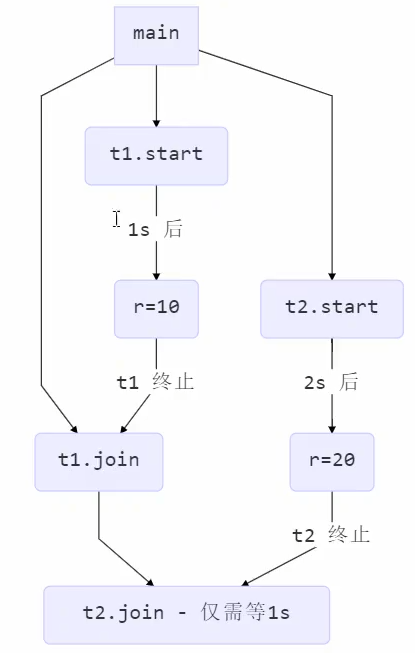 main
t1.start
1s 后
r=10
t2.start
t1 终止
2s 后
t1.join
r=20
t2 终止
t2.join - 仅需等1s